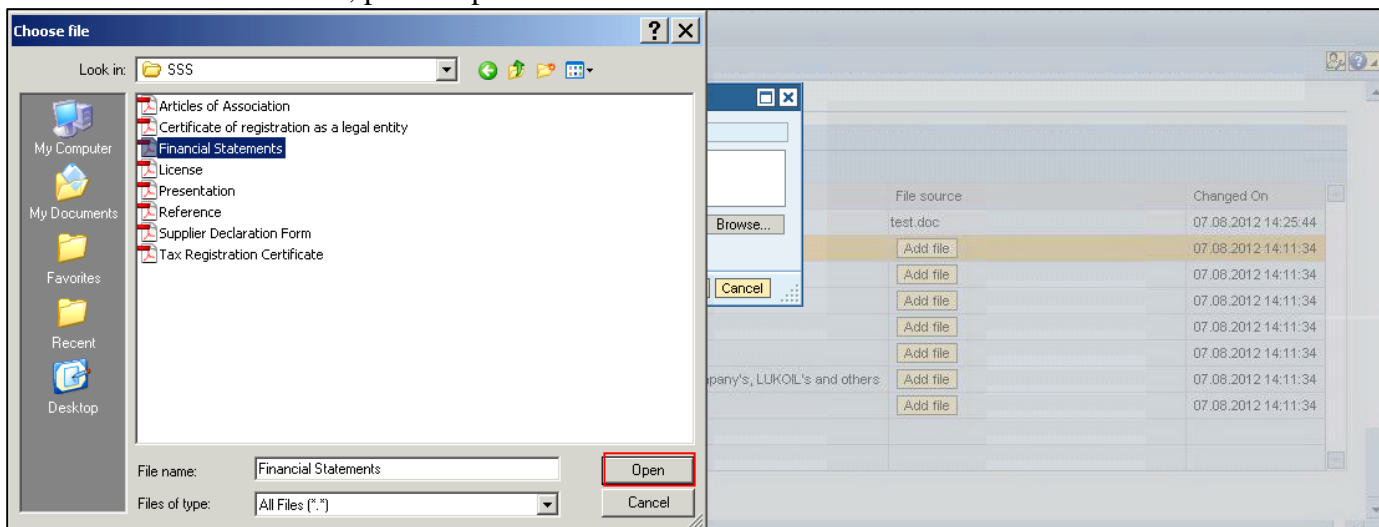 Choose file
Look in: SSS
My Computer
My Documents
Favorites
Recent
Desktop
Articles of Association
Certificate of registration as a legal entity
Financial Statements
License
Presentation
Reference
Supplier Declaration Form
Tax Registration Certificate
File name: Financial Statements Open
Files of type: All Files (*.*) Cancel
Browse...
Cancel
File source Changed On
test.doc 07.08.2012 14:25:44
Add file 07.08.2012 14:11:34
Add file 07.08.2012 14:11:34
Add file 07.08.2012 14:11:34
Add file 07.08.2012 14:11:34
Add file 07.08.2012 14:11:34
LUKOIL's and others Add file 07.08.2012 14:11:34
Add file 07.08.2012 14:11:34